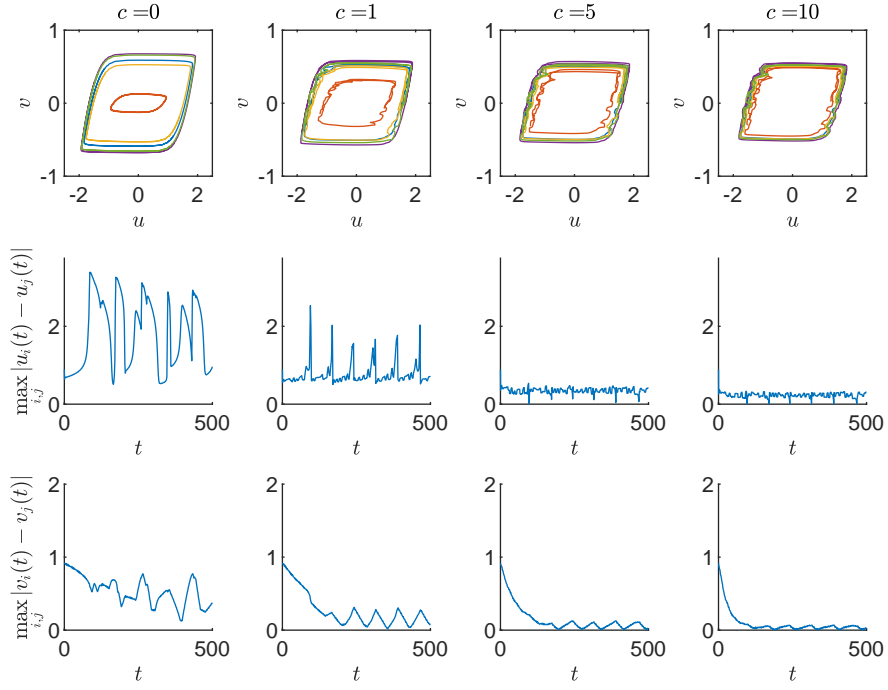 c =0 c =1 c =5 c =10
1 1 1 1
v v v v
0 0 0 0
-1 -1 -1 -1
-2 0 2 -2 0 2 -2 0 2 -2 0 2
u u u u
max i,j |u_i(t) − u_j(t)|
2 2 2 2
0 0 0 0
0 500 0 500 0 500 0 500
t t t t
max i,j |v_i(t) − v_j(t)|
2 2 2 2
1 1 1 1
0 0 0 0
0 500 0 500 0 500 0 500
t t t t